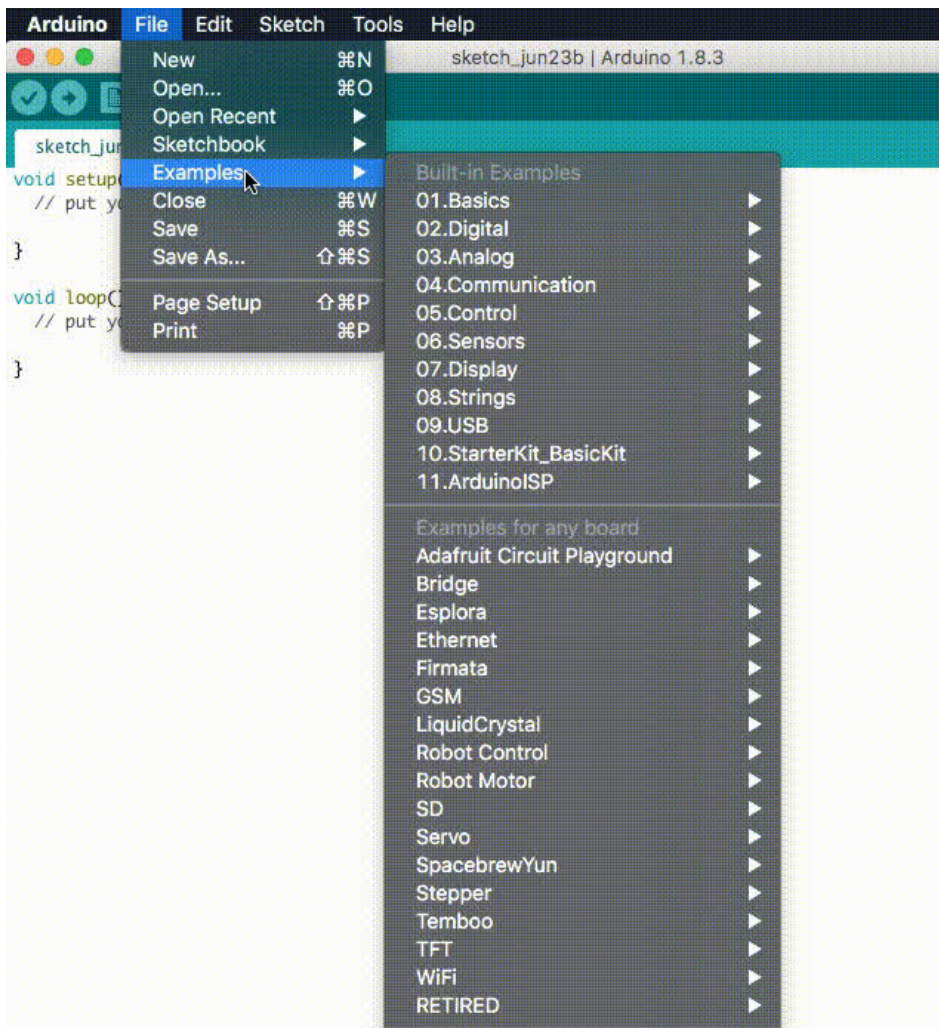 Arduino File Edit Sketch Tools Help
sketch_jun23b | Arduino 1.8.3
New ⌘N
Open... ⌘O
Open Recent ▶
Sketchbook ▶
Examples ▶
Close ⌘W
Save ⌘S
Save As... ⇧⌘S
Page Setup ⇧⌘P
Print ⌘P
sketch_jun
void setup(
// put yo
}
void loop()
// put yo
}
Built-in Examples
01.Basics ▶
02.Digital ▶
03.Analog ▶
04.Communication ▶
05.Control ▶
06.Sensors ▶
07.Display ▶
08.Strings ▶
09.USB ▶
10.StarterKit_BasicKit ▶
11.ArduinoISP ▶
Examples for any board
Adafruit Circuit Playground ▶
Bridge ▶
Esplora ▶
Ethernet ▶
Firmata ▶
GSM ▶
LiquidCrystal ▶
Robot Control ▶
Robot Motor ▶
SD ▶
Servo ▶
SpacebrewYun ▶
Stepper ▶
Temboo ▶
TFT ▶
WiFi ▶
RETIRED ▶